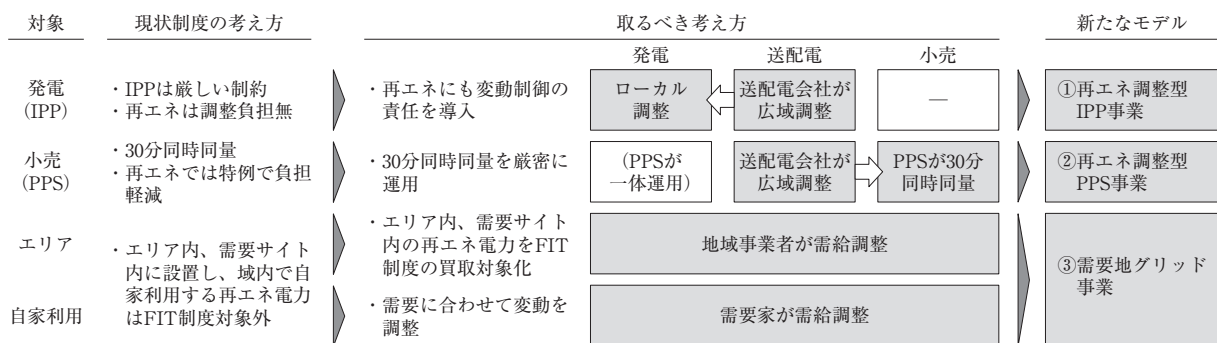 対象
現状制度の考え方
取るべき考え方
新たなモデル
発電
送配電
小売
発電
(IPP)
・IPPは厳しい制約
・再エネは調整負担無
・再エネにも変動制御の
責任を導入
ローカル
調整
送配電会社が
広域調整
―
①再エネ調整型
IPP事業
小売
(PPS)
・30分同時同量
・再エネでは特例で負担
軽減
・30分同時同量を厳密に
運用
(PPSが
一体運用)
送配電会社が
広域調整
PPSが30分
同時同量
②再エネ調整型
PPS事業
エリア
・エリア内、需要サイト
内に設置し、域内で自
家利用する再エネ電力
はFIT制度対象外
・エリア内、需要サイト
内の再エネ電力をFIT
制度の買取対象化
地域事業者が需給調整
③需要地グリッド
事業
自家利用
・需要に合わせて変動を
調整
需要家が需給調整